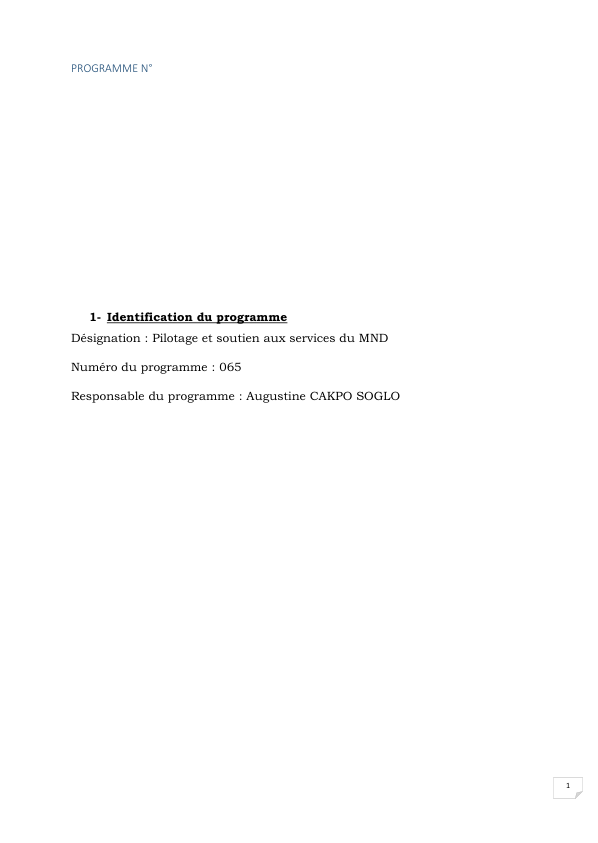 PROGRAMME N°
1- Identification du programme
Désignation : Pilotage et soutien aux services du MND
Numéro du programme : 065
Responsable du programme : Augustine CAKPO SOGLO
1